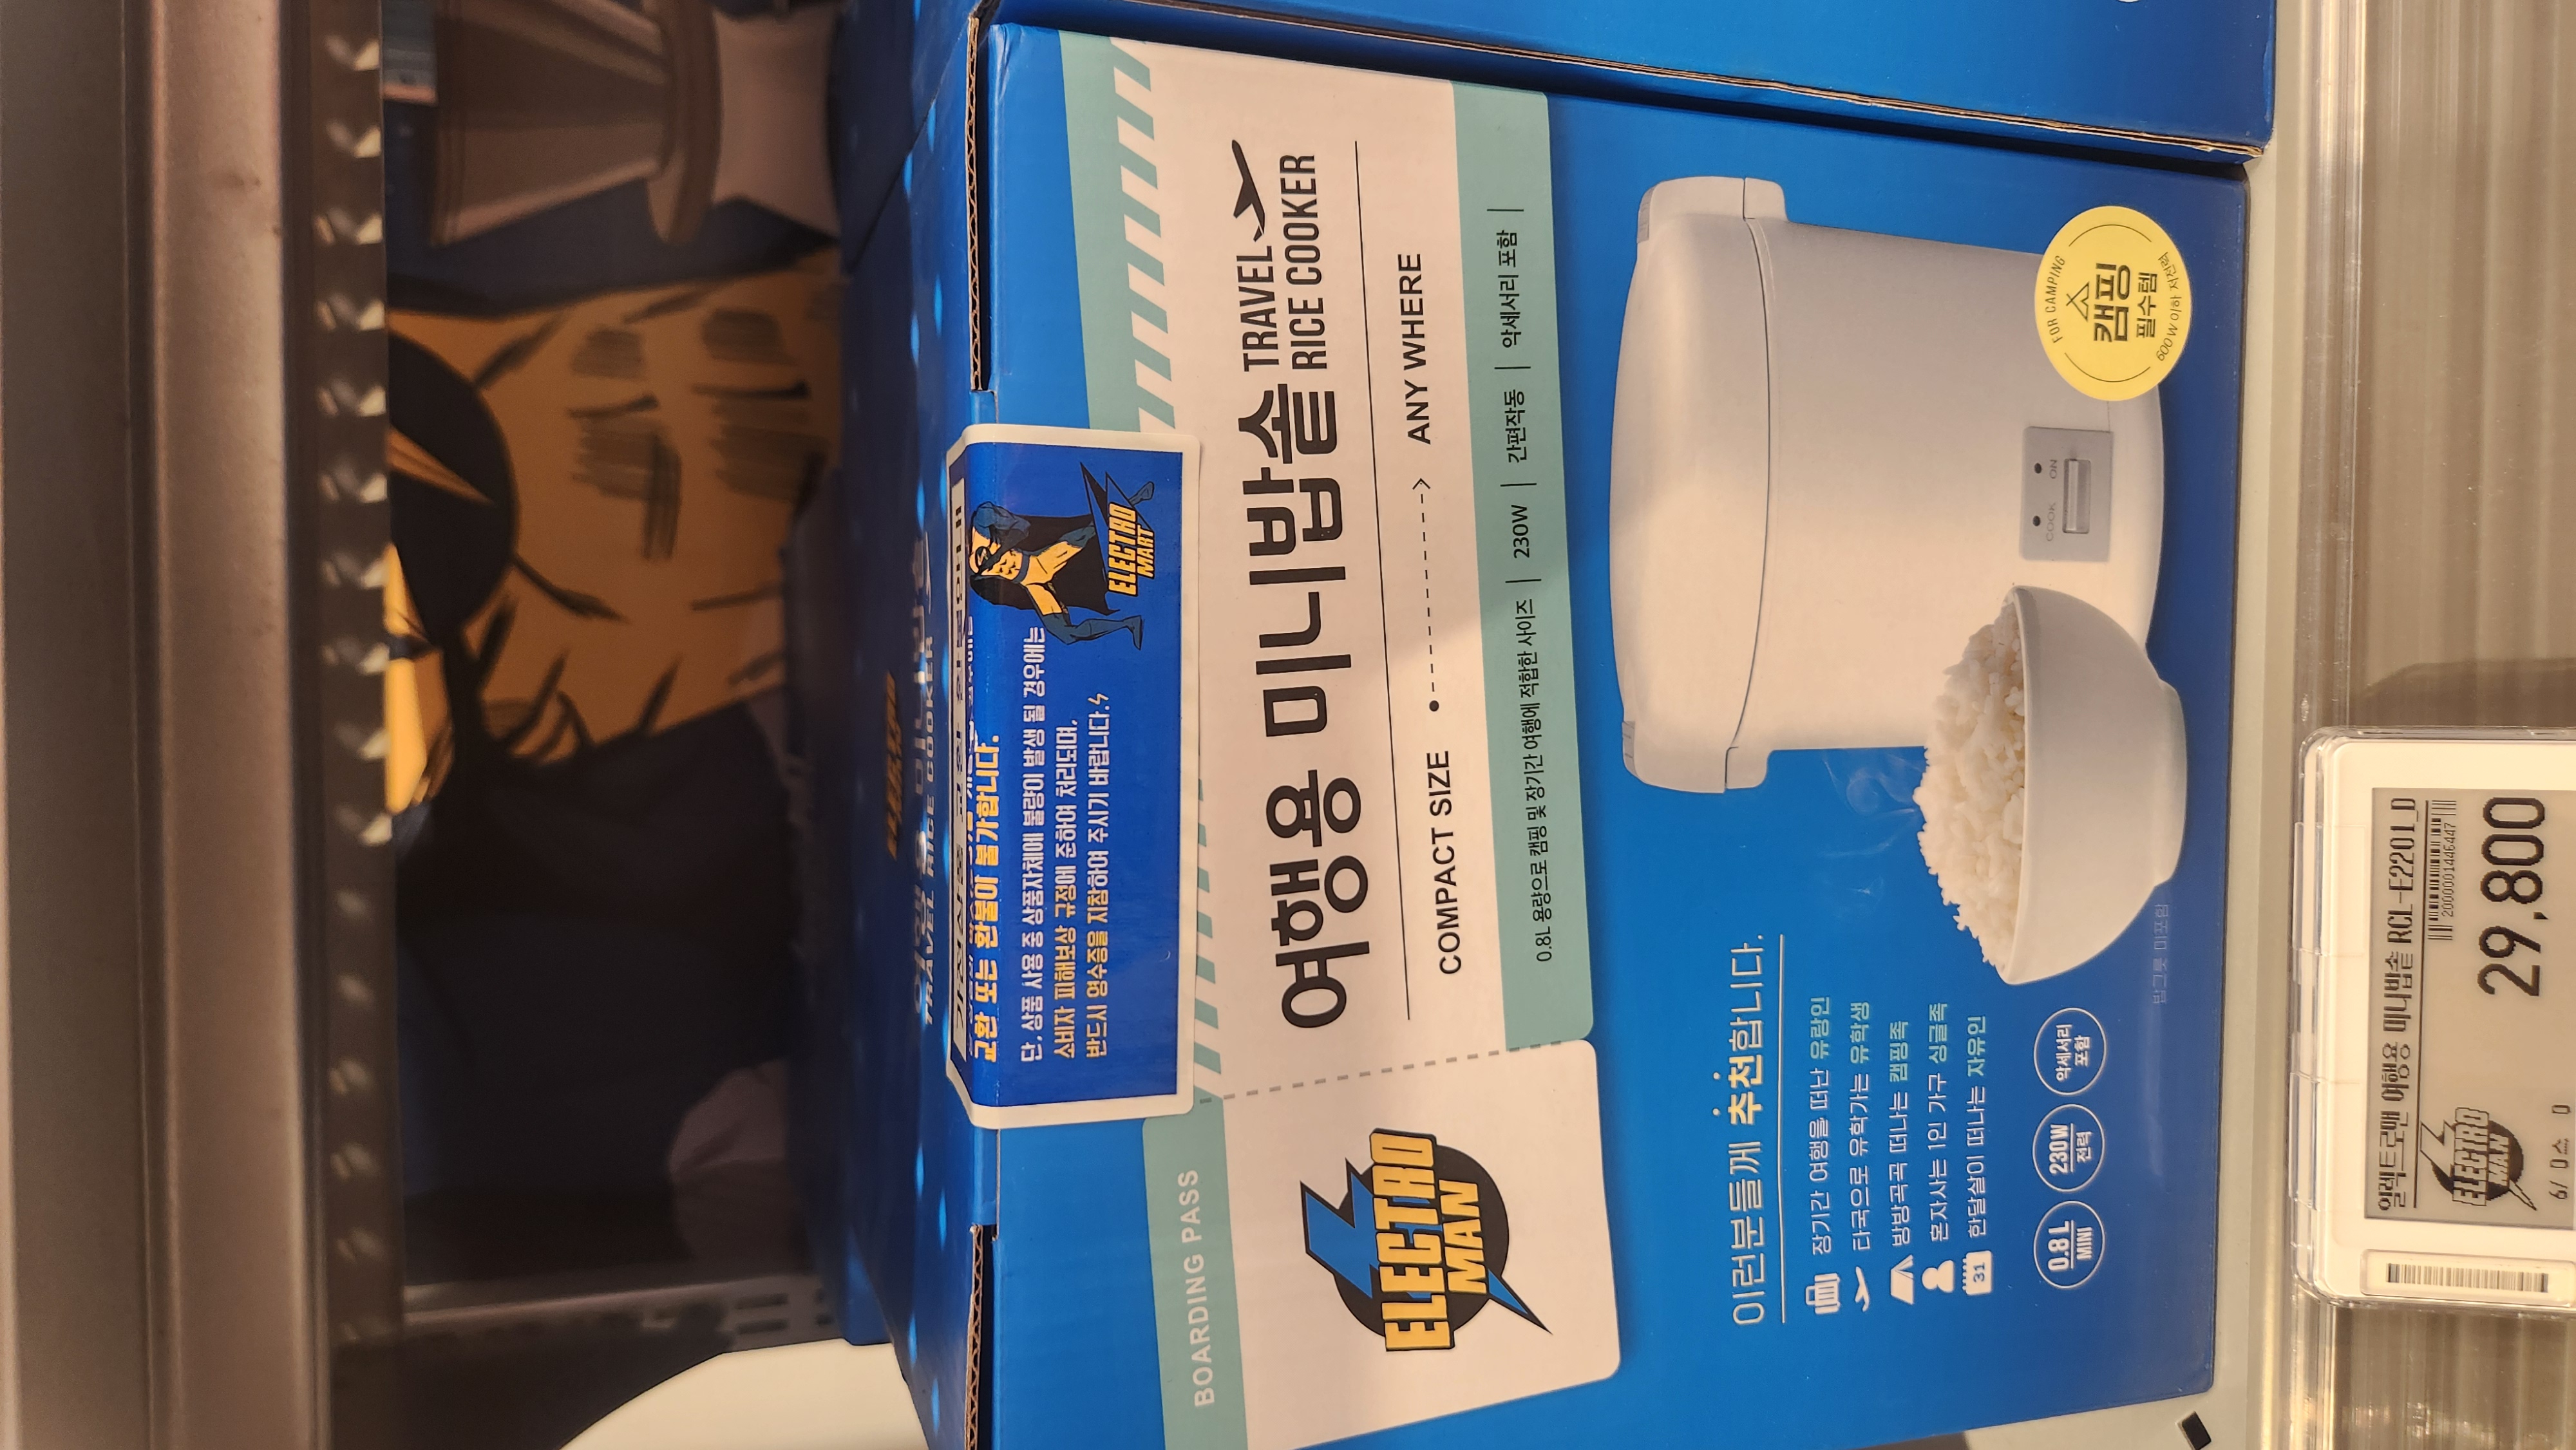 교환 또는 환불이 불가합니다.
단, 상품 사용 중 상품자체에 불량이 발생 될 경우에는
소비자 피해보상 규정에 준하여 처리되며,
반드시 영수증을 지참하여 주시기 바랍니다.
ELECTRO
MART
BOARDING PASS
ELECTRO
MAN
여행용 미니밥솥
TRAVEL
RICE COOKER
COMPACT SIZE
ANY WHERE
0.8L 용량으로 캠핑 및 장기간 여행에 적합한 사이즈 | 230W | 간편작동 | 악세서리 포함 |
이런분들께 추천합니다.
장기간 여행을 떠난 유랑인
타국으로 유학가는 유학생
방방곡곡 떠나는 캠핑족
혼자사는 1인 가구 싱글족
31
한달살이 떠나는 자유인
0.8L
MINI
230W
전력
악세서리
포함
밥그릇 미포함
COOK
ON
FOR CAMPING
캠핑
필수템
600W 이하 저전력
일렉트로맨 여행용 미니밥솥 RCL-E2201_D
2000001446447
ELECTRO
MAN
29,800